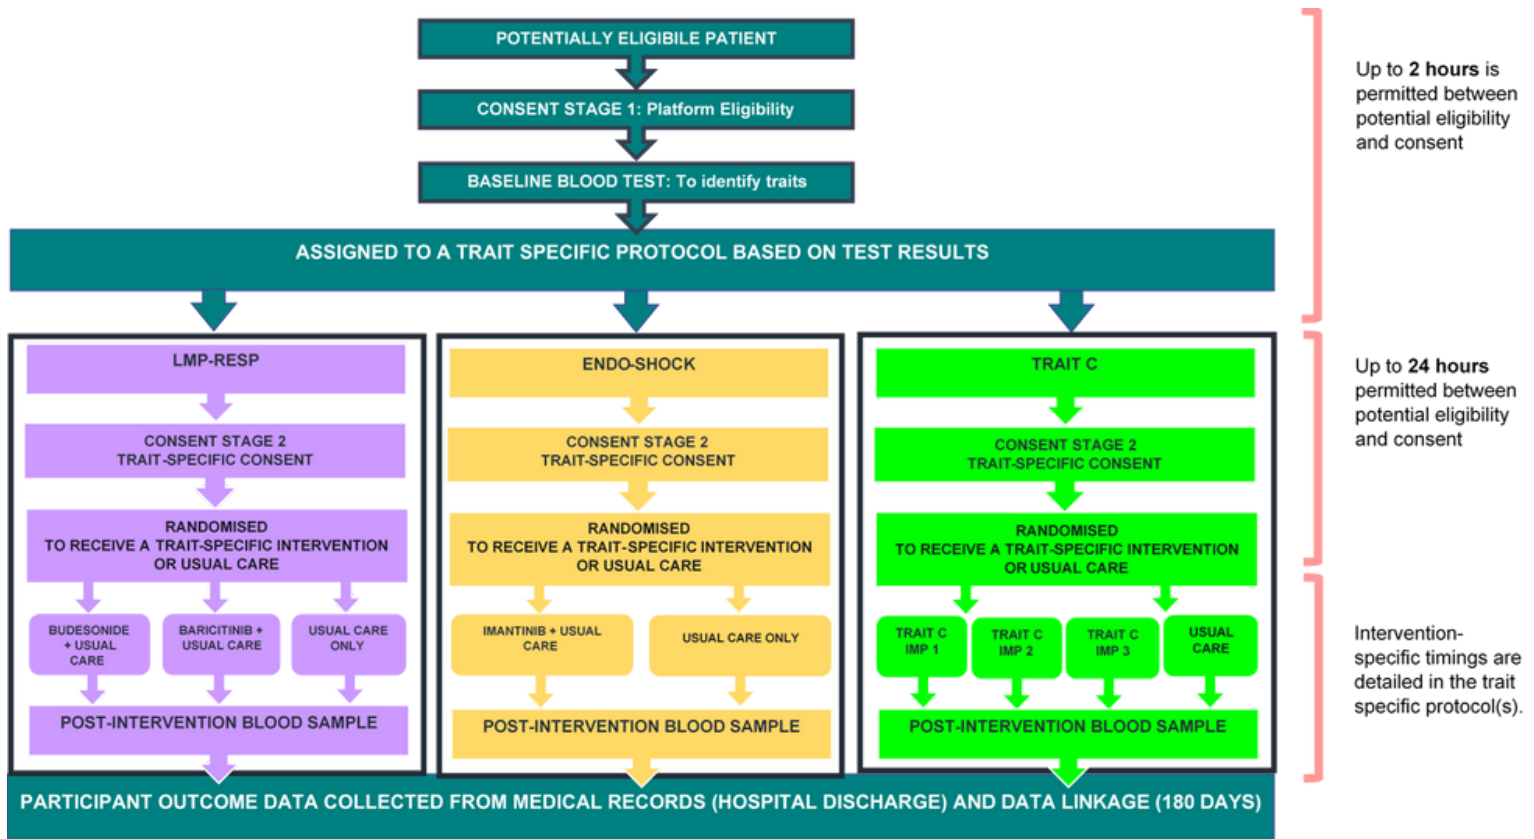 POTENTIALLY ELIGIBILE PATIENT
CONSENT STAGE 1: Platform Eligibility
BASELINE BLOOD TEST: To identify traits
ASSIGNED TO A TRAIT SPECIFIC PROTOCOL BASED ON TEST RESULTS
Up to 2 hours is
permitted between
potential eligibility
and consent
LMP-RESP
CONSENT STAGE 2
TRAIT-SPECIFIC CONSENT
RANDOMISED
TO RECEIVE A TRAIT-SPECIFIC INTERVENTION
OR USUAL CARE
BUDESONIDE
+ USUAL
CARE
BARICITINIB +
USUAL CARE
USUAL CARE
ONLY
POST-INTERVENTION BLOOD SAMPLE
ENDO-SHOCK
CONSENT STAGE 2
TRAIT-SPECIFIC CONSENT
RANDOMISED
TO RECEIVE A TRAIT-SPECIFIC INTERVENTION
OR USUAL CARE
IMANTINIB + USUAL
CARE
USUAL CARE ONLY
POST-INTERVENTION BLOOD SAMPLE
TRAIT C
CONSENT STAGE 2
TRAIT-SPECIFIC CONSENT
RANDOMISED
TO RECEIVE A TRAIT-SPECIFIC INTERVENTION
OR USUAL CARE
TRAIT C
IMP 1
TRAIT C
IMP 2
TRAIT C
IMP 3
USUAL
CARE
POST-INTERVENTION BLOOD SAMPLE
Up to 24 hours
permitted between
potential eligibility
and consent
Intervention-
specific timings are
detailed in the trait
specific protocol(s).
PARTICIPANT OUTCOME DATA COLLECTED FROM MEDICAL RECORDS (HOSPITAL DISCHARGE) AND DATA LINKAGE (180 DAYS)